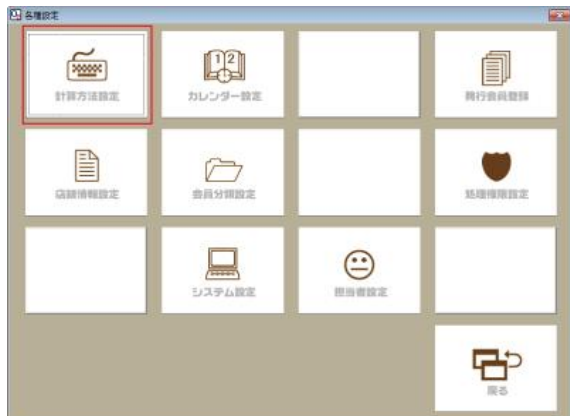 各種設定
1 2
計算方法設定
カレンダー設定
発行会員登録
店舗情報設定
会員分類設定
処理権限設定
システム設定
担当者設定
戻る